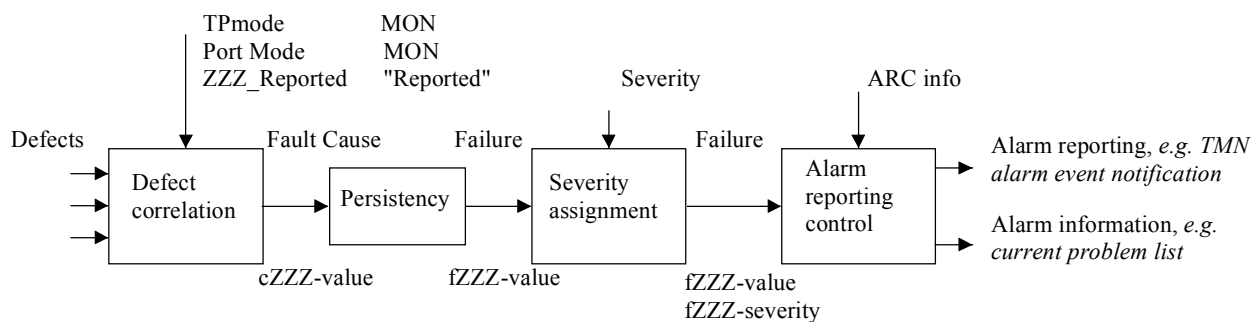 TPmode MON
Port Mode MON
ZZZ_Reported "Reported"
Severity
ARC info
Defects
Fault Cause
Failure
Failure
Defect
correlation
Persistency
Severity
assignment
Alarm
reporting
control
Alarm reporting, e.g. TMN
alarm event notification
Alarm information, e.g.
current problem list
cZZZ-value
fZZZ-value
fZZZ-value
fZZZ-severity